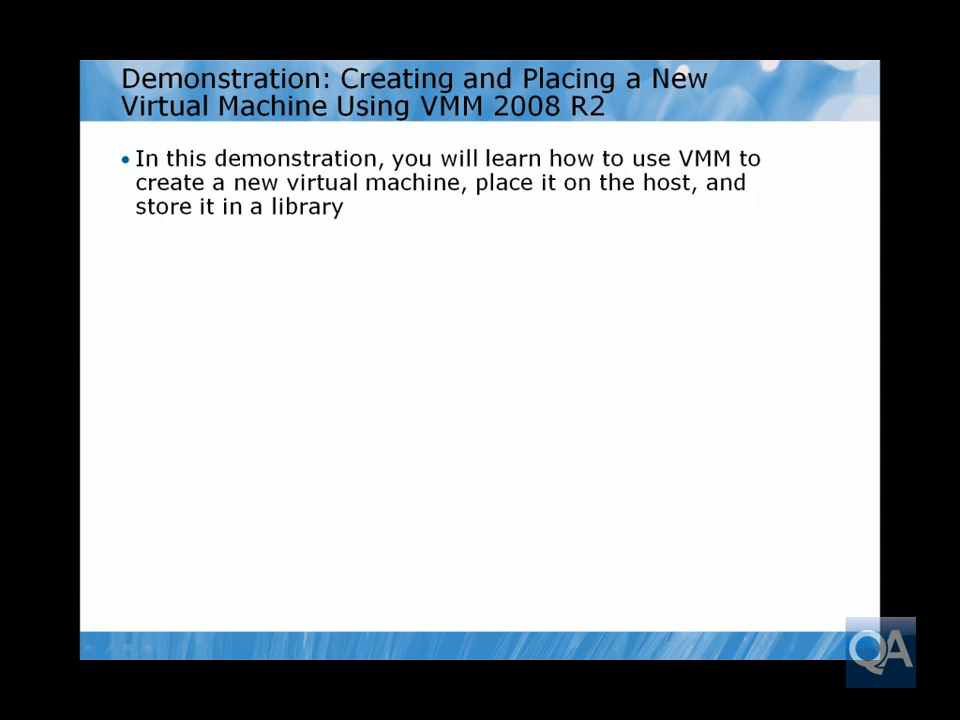 Demonstration: Creating and Placing a New
Virtual Machine Using VMM 2008 R2
• In this demonstration, you will learn how to use VMM to
create a new virtual machine, place it on the host, and
store it in a library
QA